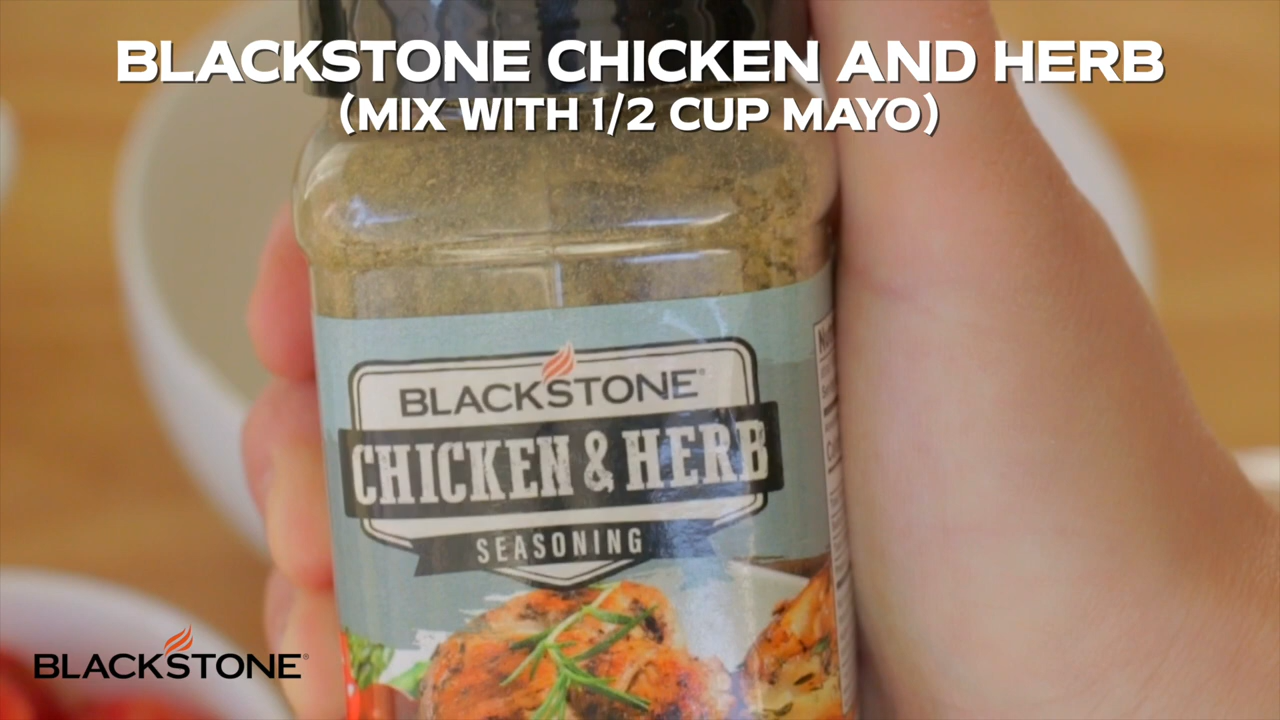 BLACKSTONE CHICKEN AND HERB
(MIX WITH 1/2 CUP MAYO)
BLACKSTONE®
CHICKEN & HERB
SEASONING
BLACKSTONE®